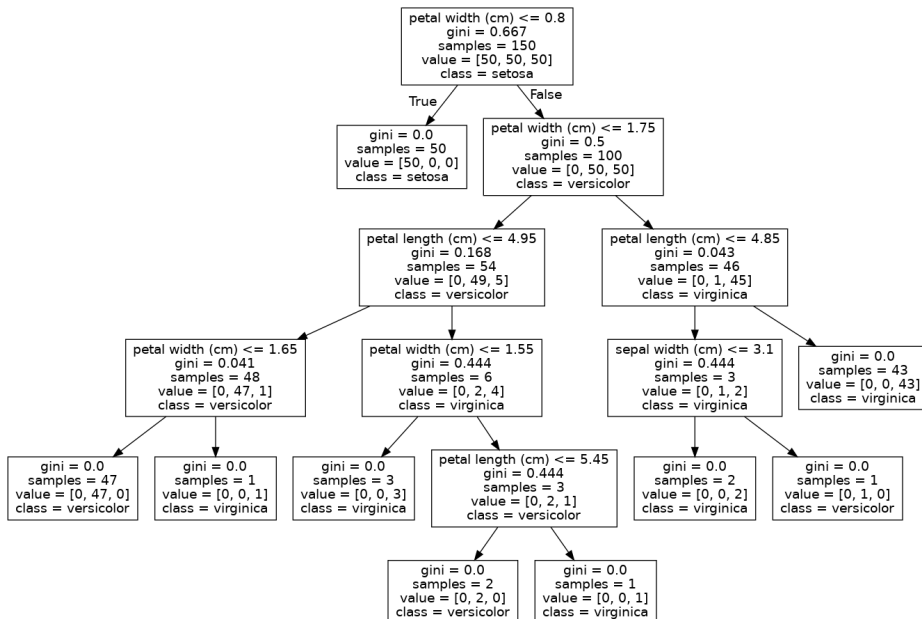 petal width (cm) <= 0.8
gini = 0.667
samples = 150
value = [50, 50, 50]
class = setosa
True
False
gini = 0.0
samples = 50
value = [50, 0, 0]
class = setosa
petal width (cm) <= 1.75
gini = 0.5
samples = 100
value = [0, 50, 50]
class = versicolor
petal length (cm) <= 4.95
gini = 0.168
samples = 54
value = [0, 49, 5]
class = versicolor
petal length (cm) <= 4.85
gini = 0.043
samples = 46
value = [0, 1, 45]
class = virginica
petal width (cm) <= 1.65
gini = 0.041
samples = 48
value = [0, 47, 1]
class = versicolor
petal width (cm) <= 1.55
gini = 0.444
samples = 6
value = [0, 2, 4]
class = virginica
sepal width (cm) <= 3.1
gini = 0.444
samples = 3
value = [0, 1, 2]
class = virginica
gini = 0.0
samples = 43
value = [0, 0, 43]
class = virginica
gini = 0.0
samples = 47
value = [0, 47, 0]
class = versicolor
gini = 0.0
samples = 1
value = [0, 0, 1]
class = virginica
gini = 0.0
samples = 3
value = [0, 0, 3]
class = virginica
petal length (cm) <= 5.45
gini = 0.444
samples = 3
value = [0, 2, 1]
class = versicolor
gini = 0.0
samples = 2
value = [0, 0, 2]
class = virginica
gini = 0.0
samples = 1
value = [0, 1, 0]
class = versicolor
gini = 0.0
samples = 2
value = [0, 2, 0]
class = versicolor
gini = 0.0
samples = 1
value = [0, 0, 1]
class = virginica